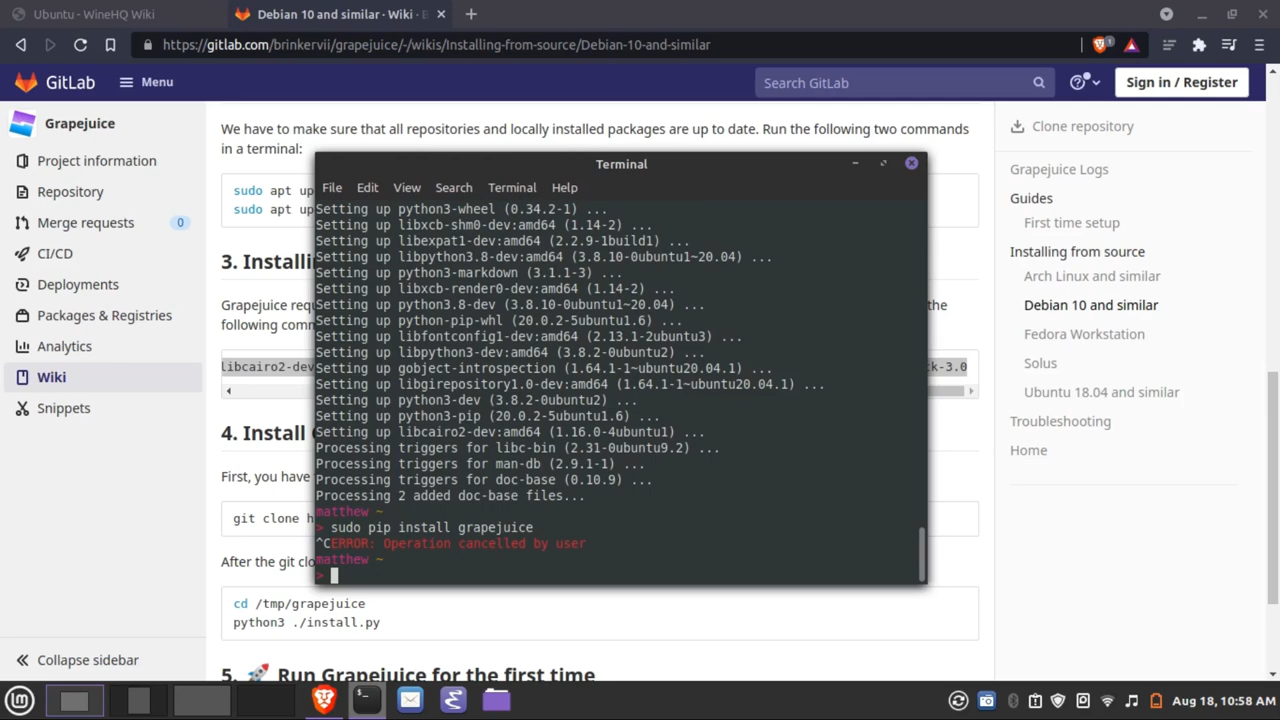 Ubuntu - WineHQ Wiki
Debian 10 and similar · Wiki ·
https://gitlab.com/brinkervii/grapejuice/-/wikis/Installing-from-source/Debian-10-and-similar
1
GitLab
Menu
Search GitLab
Sign in / Register
Grapejuice
Project information
Repository
Merge requests
0
CI/CD
Deployments
Packages & Registries
Analytics
Wiki
Snippets
Collapse sidebar
We have to make sure that all repositories and locally installed packages are up to date. Run the following two commands
in a terminal:
sudo apt up
sudo apt up
3. Installi
Grapejuice req
the
following comm
libcairo2-dev
k-3.0
4. Install
First, you have
git clone h
After the git clo
cd /tmp/grapejuice
python3 ./install.py
5. 🚀 Run Grapejuice for the first time
Terminal
File Edit View Search Terminal Help
Setting up python3-wheel (0.34.2-1) ...
Setting up libxcb-shm0-dev:amd64 (1.14-2) ...
Setting up libexpat1-dev:amd64 (2.2.9-1build1) ...
Setting up libpython3.8-dev:amd64 (3.8.10-0ubuntu1~20.04) ...
Setting up python3-markdown (3.1.1-3) ...
Setting up libxcb-render0-dev:amd64 (1.14-2) ...
Setting up python3.8-dev (3.8.10-0ubuntu1~20.04) ...
Setting up python-pip-whl (20.0.2-5ubuntu1.6) ...
Setting up libfontconfig1-dev:amd64 (2.13.1-2ubuntu3) ...
Setting up libpython3-dev:amd64 (3.8.2-0ubuntu2) ...
Setting up gobject-introspection (1.64.1-1~ubuntu20.04.1) ...
Setting up libgirepository1.0-dev:amd64 (1.64.1-1~ubuntu20.04.1) ...
Setting up python3-dev (3.8.2-0ubuntu2) ...
Setting up python3-pip (20.0.2-5ubuntu1.6) ...
Setting up libcairo2-dev:amd64 (1.16.0-4ubuntu1) ...
Processing triggers for libc-bin (2.31-0ubuntu9.2) ...
Processing triggers for man-db (2.9.1-1) ...
Processing triggers for doc-base (0.10.9) ...
Processing 2 added doc-base files...
matthew ~
> sudo pip install grapejuice
^CERROR: Operation cancelled by user
matthew ~
>
Clone repository
Grapejuice Logs
Guides
First time setup
Installing from source
Arch Linux and similar
Debian 10 and similar
Fedora Workstation
Solus
Ubuntu 18.04 and similar
Troubleshooting
Home
Aug 18, 10:58 AM